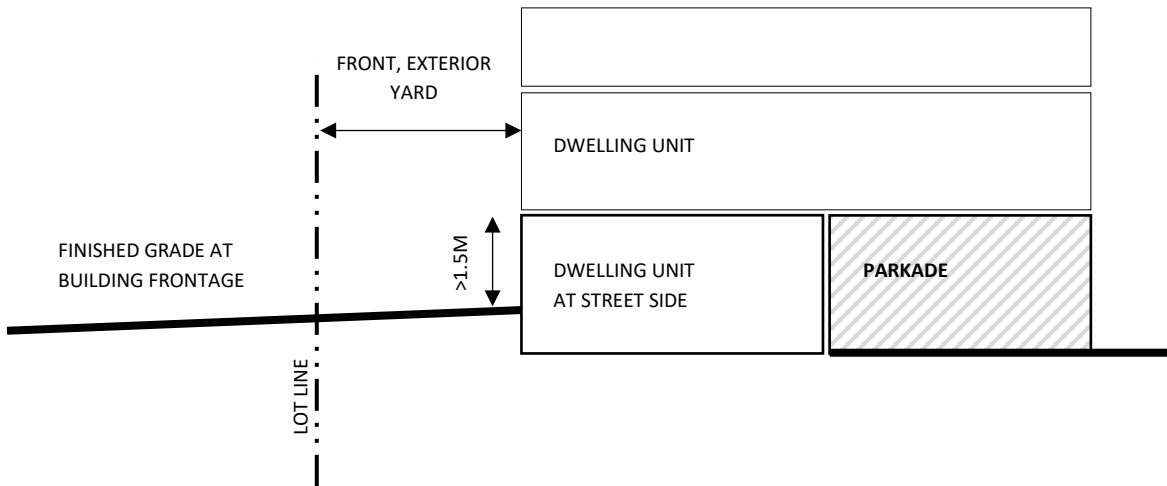 FRONT, EXTERIOR
YARD
DWELLING UNIT
FINISHED GRADE AT
BUILDING FRONTAGE
>1.5M
DWELLING UNIT
AT STREET SIDE
PARKADE
LOT LINE